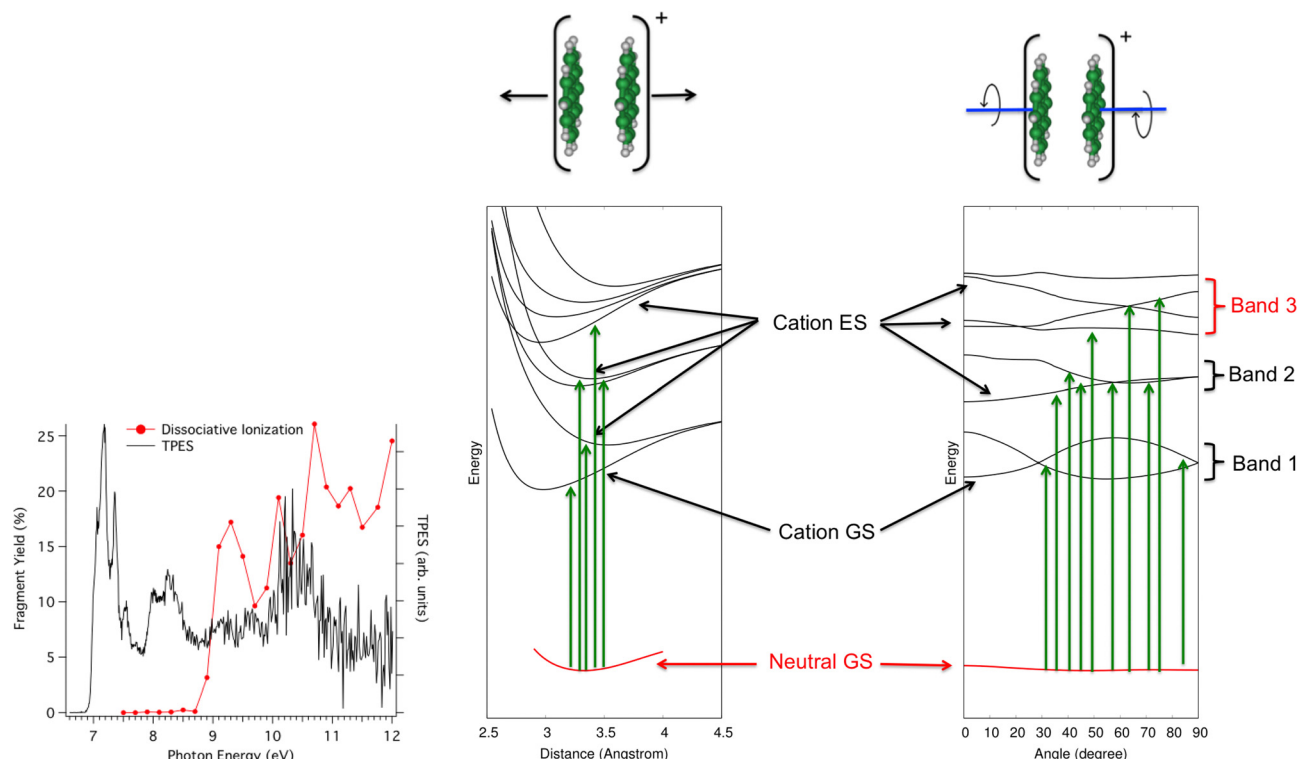 +
+
Dissociative Ionization
TPES
25
20
15
10
5
0
Fragment Yield (%)
TPES (arb. units)
7 8 9 10 11 12
Photon Energy (eV)
Energy
2.5 3 3.5 4 4.5
Distance (Angstrom)
Cation ES
Cation GS
Neutral GS
Energy
0 10 20 30 40 50 60 70 80 90
Angle (degree)
Band 3
Band 2
Band 1